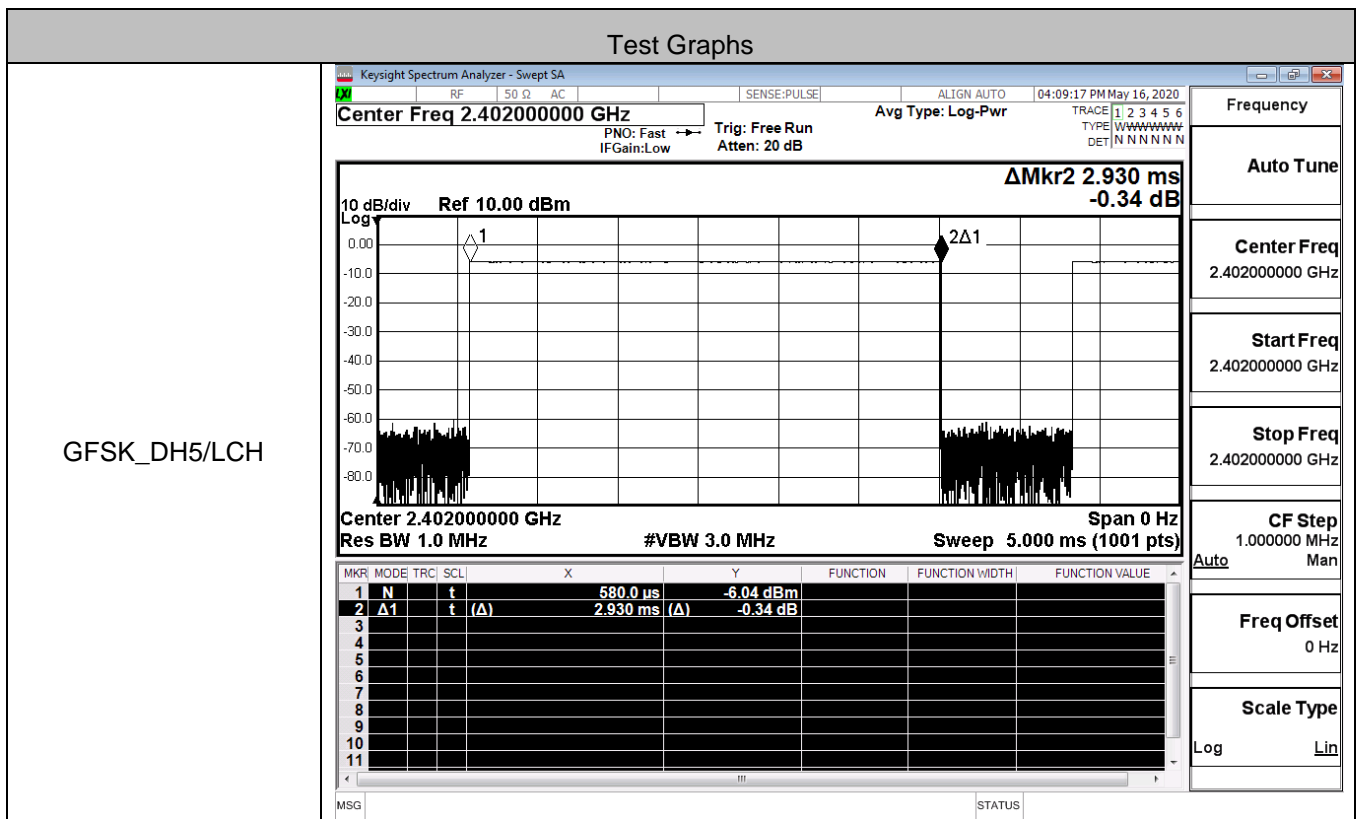 Test Graphs
GFSK_DH5/LCH
Keysight Spectrum Analyzer - Swept SA
LXI RF 50 Ω AC SENSE:PULSE ALIGN AUTO 04:09:17 PM May 16, 2020
Center Freq 2.402000000 GHz
PNO: Fast
IFGain:Low
Trig: Free Run
Atten: 20 dB
Avg Type: Log-Pwr
TRACE 1 2 3 4 5 6
TYPE WWWWWW
DET N N N N N N
ΔMkr2 2.930 ms
-0.34 dB
10 dB/div Ref 10.00 dBm
Log
0.00
-10.0
-20.0
-30.0
-40.0
-50.0
-60.0
-70.0
-80.0
1
2Δ1
Center 2.402000000 GHz Span 0 Hz
Res BW 1.0 MHz #VBW 3.0 MHz Sweep 5.000 ms (1001 pts)
MKR MODE TRC SCL X Y FUNCTION FUNCTION WIDTH FUNCTION VALUE
1 N t 580.0 µs -6.04 dBm
2 Δ1 t (Δ) 2.930 ms (Δ) -0.34 dB
3
4
5
6
7
8
9
10
11
MSG STATUS
Frequency
Auto Tune
Center Freq
2.402000000 GHz
Start Freq
2.402000000 GHz
Stop Freq
2.402000000 GHz
CF Step
1.000000 MHz
Auto Man
Freq Offset
0 Hz
Scale Type
Log Lin